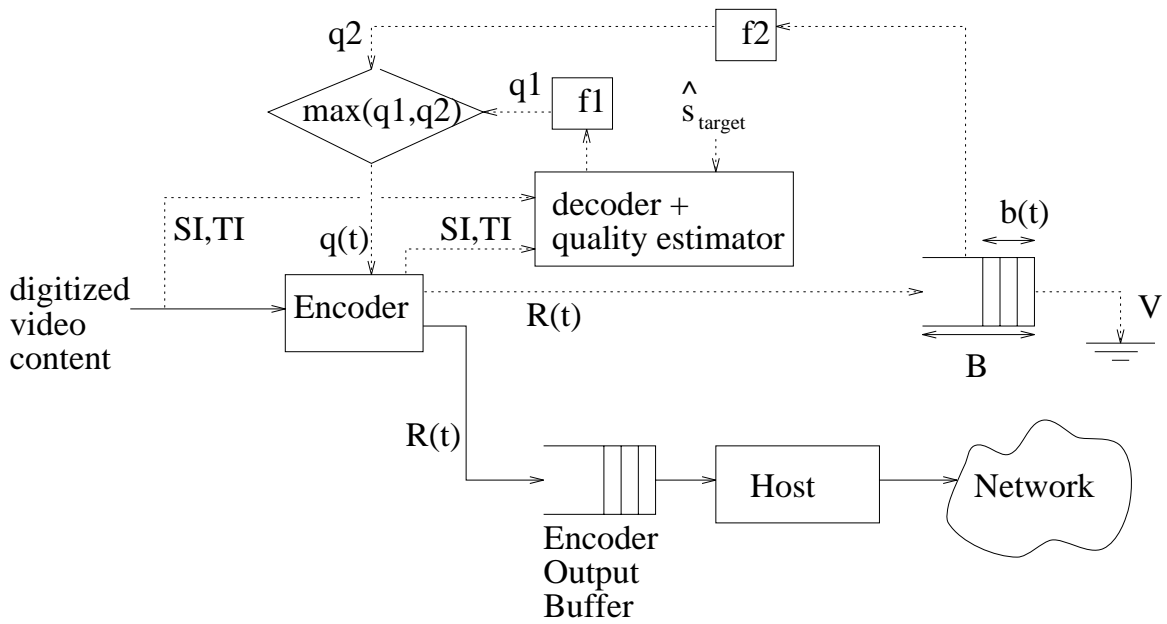 q2
f2
max(q1,q2)
q1
f1
^
s target
SI,TI
q(t)
SI,TI
decoder +
quality estimator
b(t)
digitized
video
content
Encoder
R(t)
V
B
R(t)
Host
Network
Encoder
Output
Buffer